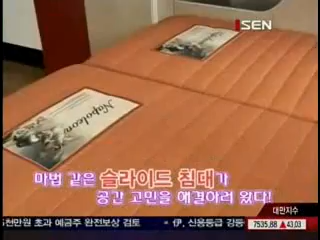 SEN
Napoleon
Napoleon
마법 같은 슬라이드 침대가
공간 고민을 해결하러 왔다!
대만지수
5천만원 초과 예금주 완전보상 검토
伊, 신용등급 강등
7535.88 ▲43.03